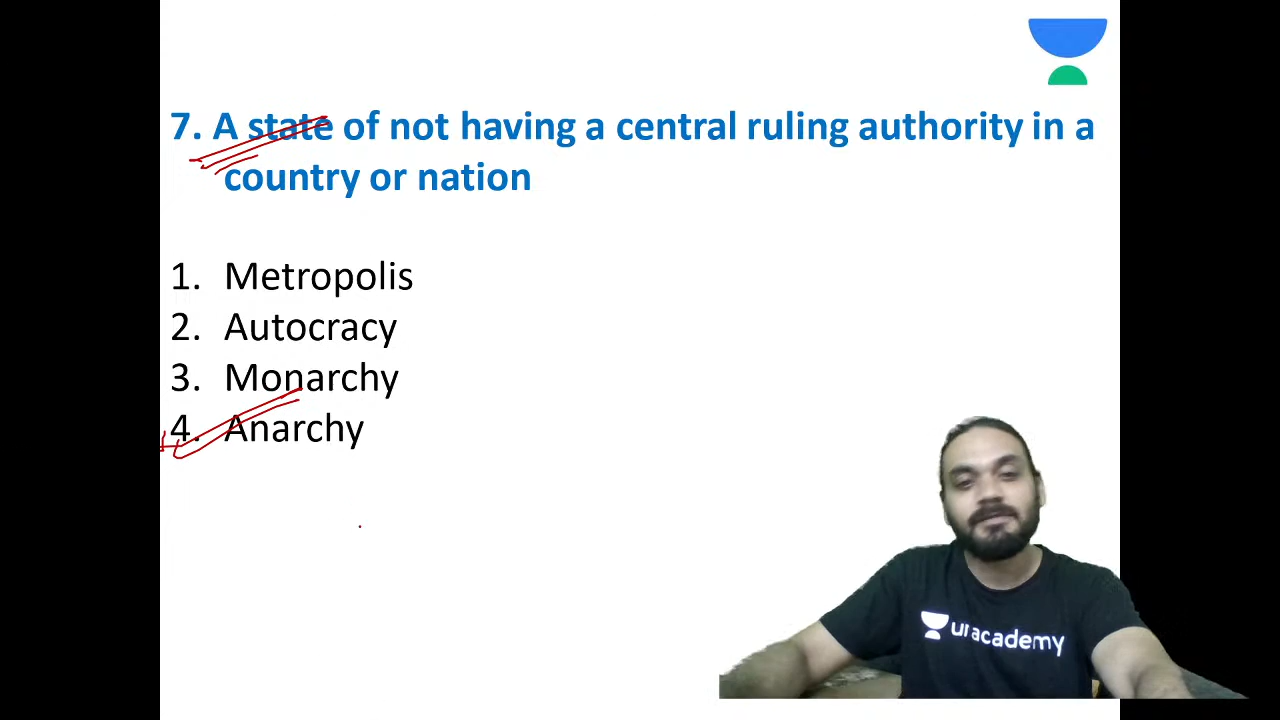 7. A state of not having a central ruling authority in a
country or nation
1. Metropolis
2. Autocracy
3. Monarchy
4. Anarchy
unacademy